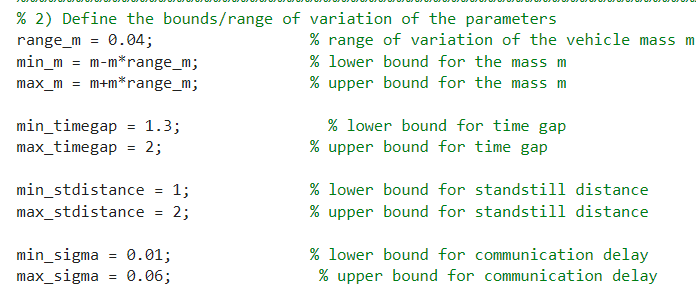 % 2) Define the bounds/range of variation of the parameters
range_m = 0.04; % range of variation of the vehicle mass m
min_m = m-m*range_m; % lower bound for the mass m
max_m = m+m*range_m; % upper bound for the mass m
min_timegap = 1.3; % lower bound for time gap
max_timegap = 2; % upper bound for time gap
min_stdistance = 1; % lower bound for standstill distance
max_stdistance = 2; % upper bound for standstill distance
min_sigma = 0.01; % lower bound for communication delay
max_sigma = 0.06; % upper bound for communication delay